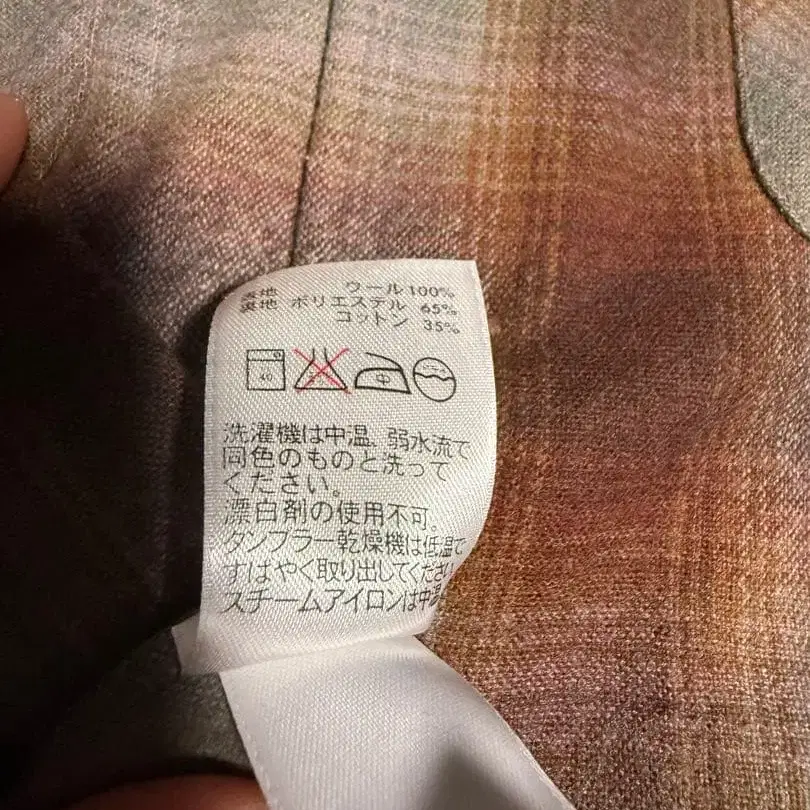 表地 ウール 100%
裏地 ポリエステル 65%
コットン 35%
40 中
洗濯機は中温、弱水流で
同色のものと洗って
ください。
漂白剤の使用不可。
タンブラー乾燥機は低温で
すばやく取り出してください
スチームアイロンは中温